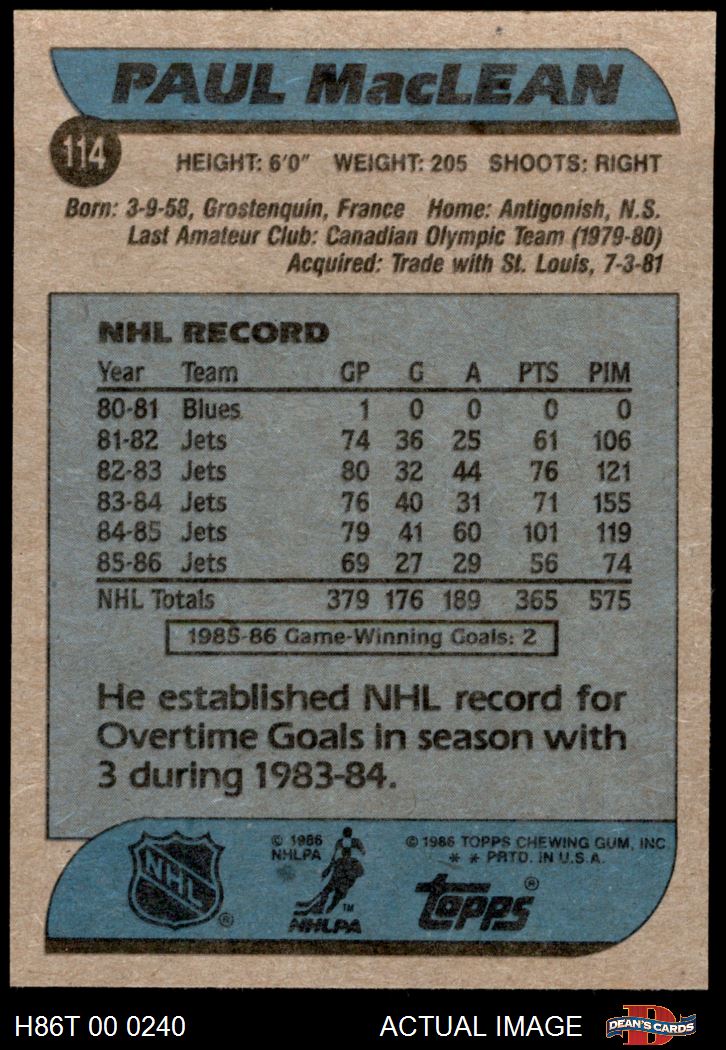 PAUL MacLEAN
114
HEIGHT: 6'0" WEIGHT: 205 SHOOTS: RIGHT
Born: 3-9-58, Grostenquin, France Home: Antigonish, N.S.
Last Amateur Club: Canadian Olympic Team (1979-80)
Acquired: Trade with St. Louis, 7-3-81
NHL RECORD
Year Team GP G A PTS PIM
80-81 Blues 1 0 0 0 0
81-82 Jets 74 36 25 61 106
82-83 Jets 80 32 44 76 121
83-84 Jets 76 40 31 71 155
84-85 Jets 79 41 60 101 119
85-86 Jets 69 27 29 56 74
NHL Totals 379 176 189 365 575
1985-86 Game-Winning Goals: 2
He established NHL record for
Overtime Goals in season with
3 during 1983-84.
NHL ®
© 1986
NHLPA
TM
NHLPA
© 1986 TOPPS CHEWING GUM, INC.
* * PRTD. IN U.S.A.
topps ®
H86T 00 0240 ACTUAL IMAGE
D
DEAN'S CARDS